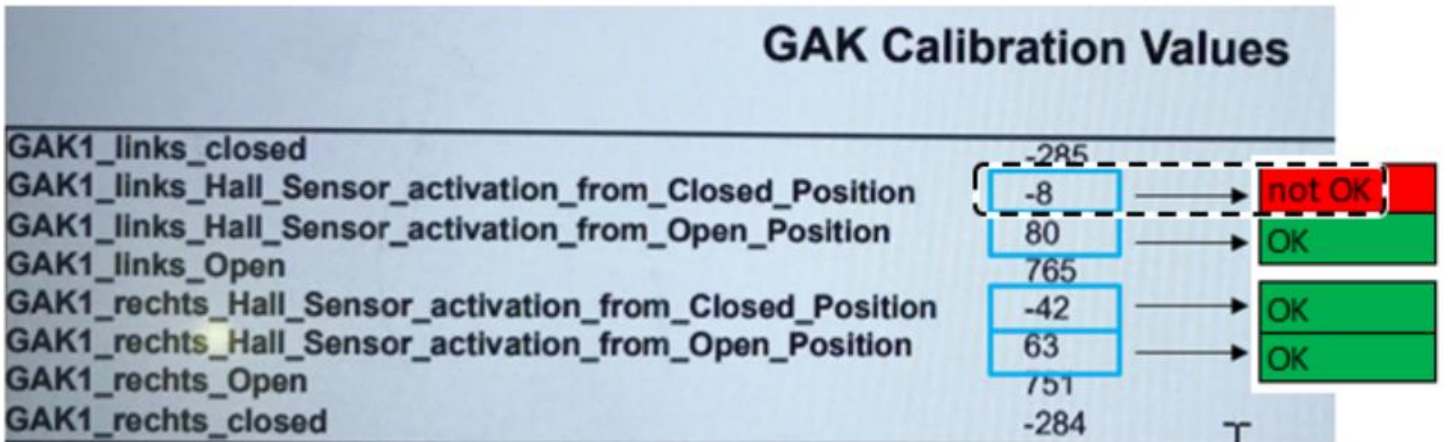 GAK Calibration Values
GAK1_links_closed -285
GAK1_links_Hall_Sensor_activation_from_Closed_Position -8 not OK
GAK1_links_Hall_Sensor_activation_from_Open_Position 80 OK
GAK1_links_Open 765
GAK1_rechts_Hall_Sensor_activation_from_Closed_Position -42 OK
GAK1_rechts_Hall_Sensor_activation_from_Open_Position 63 OK
GAK1_rechts_Open 751
GAK1_rechts_closed -284